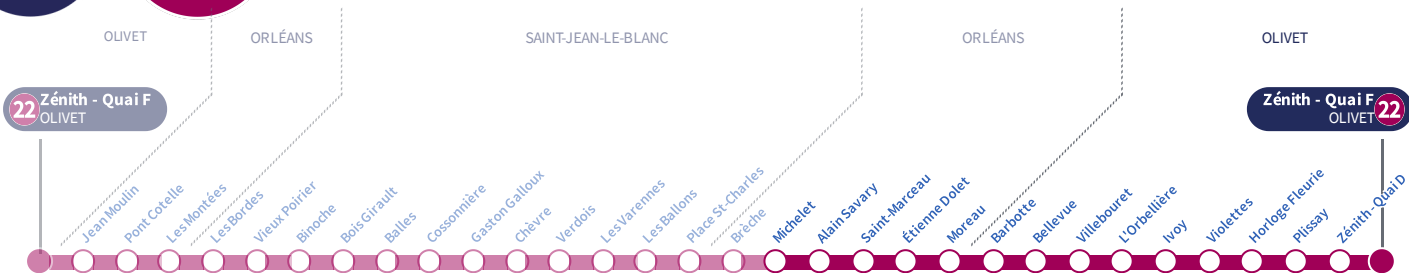 OLIVET
ORLÉANS
SAINT-JEAN-LE-BLANC
ORLÉANS
OLIVET
22 Zénith - Quai F
OLIVET
Zénith - Quai F 22
OLIVET
Jean Moulin
Pont Cotelle
Les Montées
Les Bordes
Vieux Poirier
Binoche
Bois Girault
Balles
Cossonnière
Gaston Galloux
Chèvre
Verdois
Les Varennes
Les Ballons
Place St-Charles
Brèche
Michelet
Alain Savary
Saint-Marceau
Étienne Dolet
Moreau
Barbotte
Bellevue
Villebouret
L'Orbellière
Ivoy
Violettes
Horloge Fleurie
Plissay
Zénith - Quai D